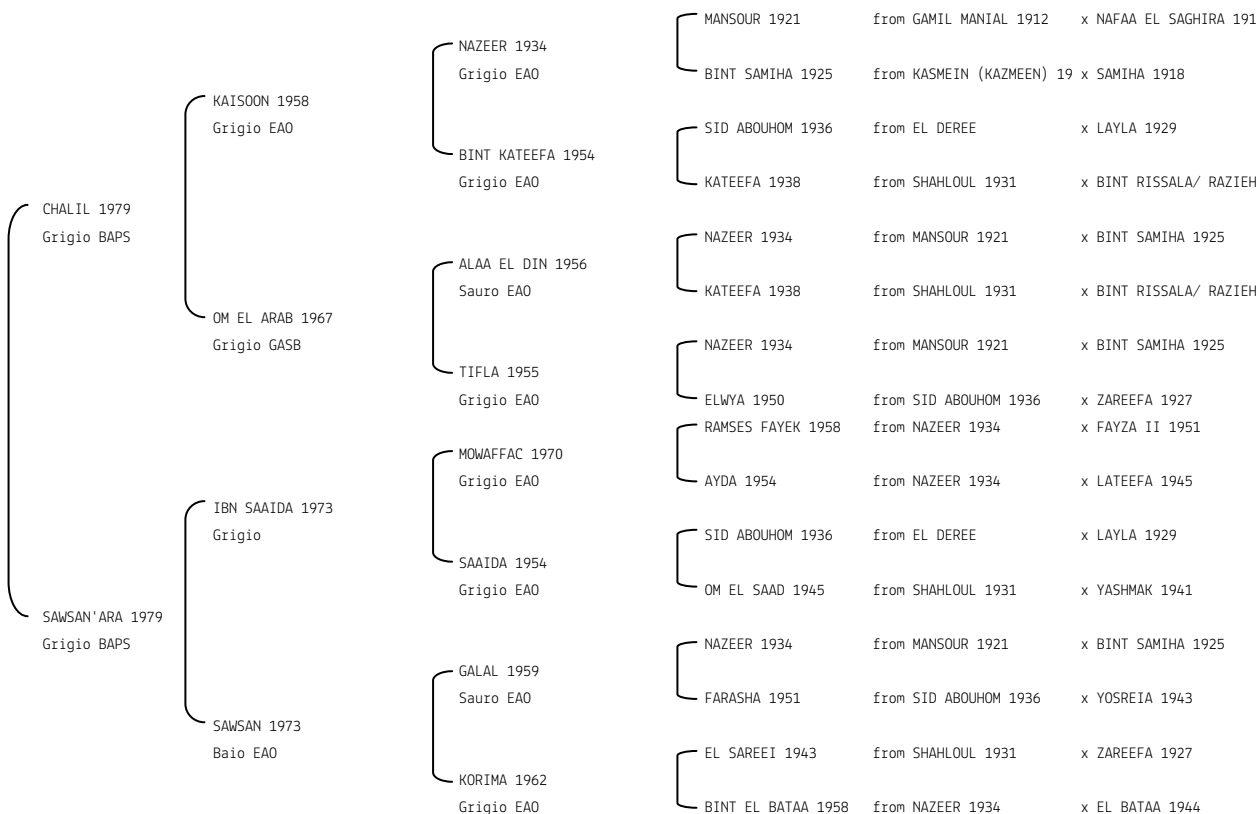 MANSOUR 1921 from GAMIL MANIAL 1912 x NAFAA EL SAGHIRA 191
NAZEER 1934
Grigio EAO
BINT SAMIHA 1925 from KASMEIN (KAZMEEN) 19 x SAMIHA 1918
KAISOON 1958
Grigio EAO
SID ABOUHOM 1936 from EL DEREE x LAYLA 1929
BINT KATEEFA 1954
Grigio EAO
KATEEFA 1938 from SHAHLOUL 1931 x BINT RISSALA/ RAZIEH
CHALIL 1979
Grigio BAPS
NAZEER 1934 from MANSOUR 1921 x BINT SAMIHA 1925
ALAA EL DIN 1956
Sauro EAO
KATEEFA 1938 from SHAHLOUL 1931 x BINT RISSALA/ RAZIEH
OM EL ARAB 1967
Grigio GASB
NAZEER 1934 from MANSOUR 1921 x BINT SAMIHA 1925
TIFLA 1955
Grigio EAO
ELWYA 1950 from SID ABOUHOM 1936 x ZAREEFA 1927
RAMSES FAYEK 1958 from NAZEER 1934 x FAYZA II 1951
MOWAFFAC 1970
Grigio EAO
AYDA 1954 from NAZEER 1934 x LATEEFA 1945
IBN SAAIDA 1973
Grigio
SID ABOUHOM 1936 from EL DEREE x LAYLA 1929
SAAIDA 1954
Grigio EAO
OM EL SAAD 1945 from SHAHLOUL 1931 x YASHMAK 1941
SAWSAN'ARA 1979
Grigio BAPS
NAZEER 1934 from MANSOUR 1921 x BINT SAMIHA 1925
GALAL 1959
Sauro EAO
FARASHA 1951 from SID ABOUHOM 1936 x YOSREIA 1943
SAWSAN 1973
Baio EAO
EL SAREEI 1943 from SHAHLOUL 1931 x ZAREEFA 1927
KORIMA 1962
Grigio EAO
BINT EL BATAA 1958 from NAZEER 1934 x EL BATAA 1944